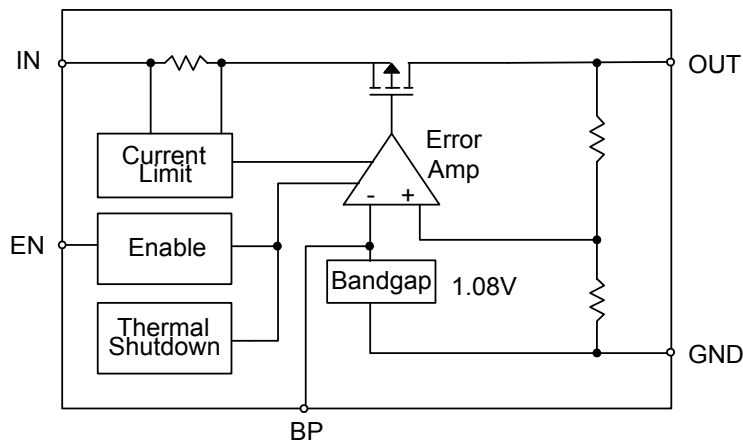 IN
OUT
Error
Amp
Current
Limit
- +
EN
Enable
Bandgap
1.08V
Thermal
Shutdown
GND
BP